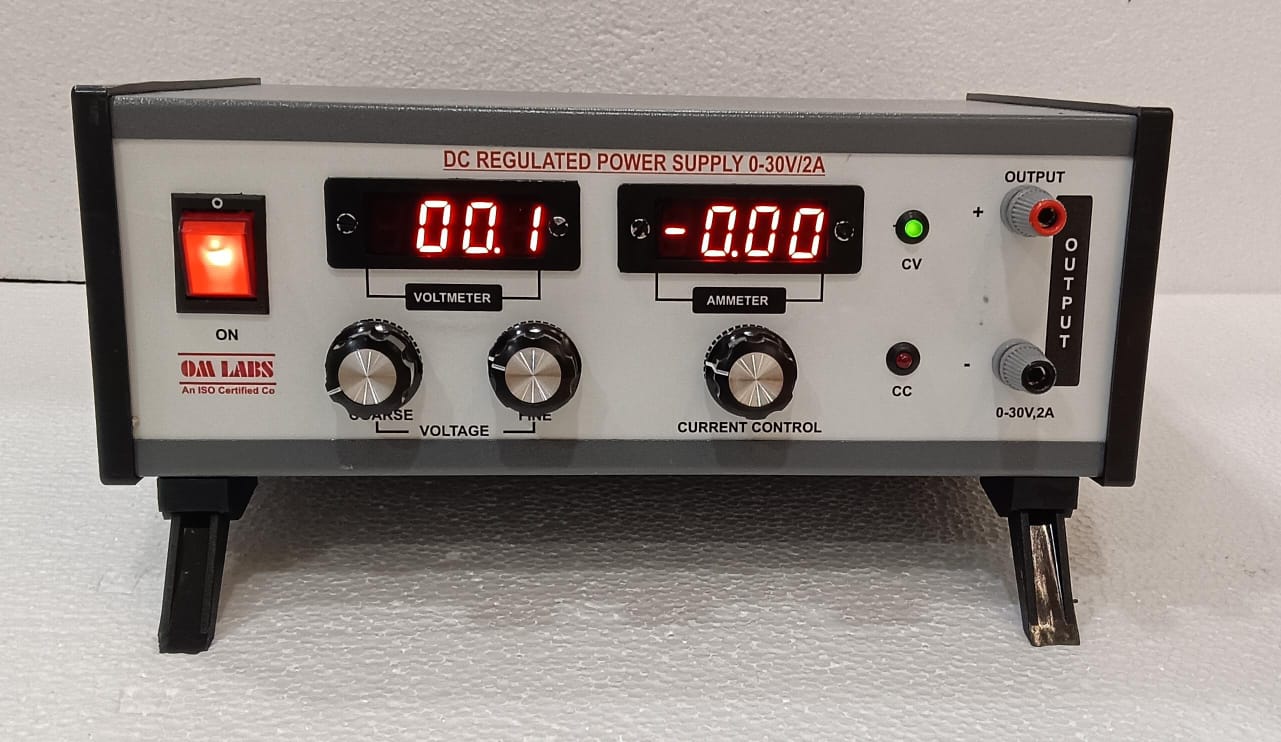 DC REGULATED POWER SUPPLY 0-30V/2A
O
00.1
-0.00
VOLTMETER
AMMETER
ON
OM LABS
An ISO Certified Co
COARSE
FINE
VOLTAGE
CURRENT CONTROL
CV
CC
OUTPUT
+
OUTPUT
-
0-30V,2A